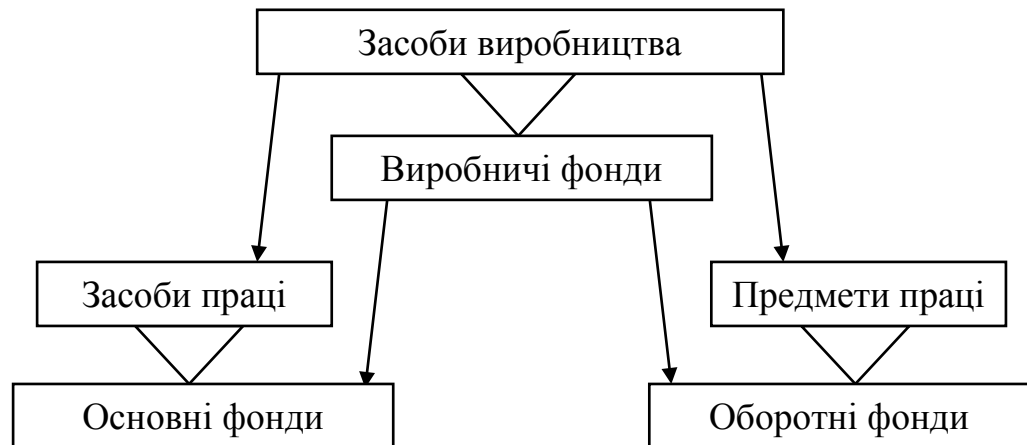 Засоби виробництва
Виробничі фонди
Засоби праці
Предмети праці
Основні фонди
Оборотні фонди